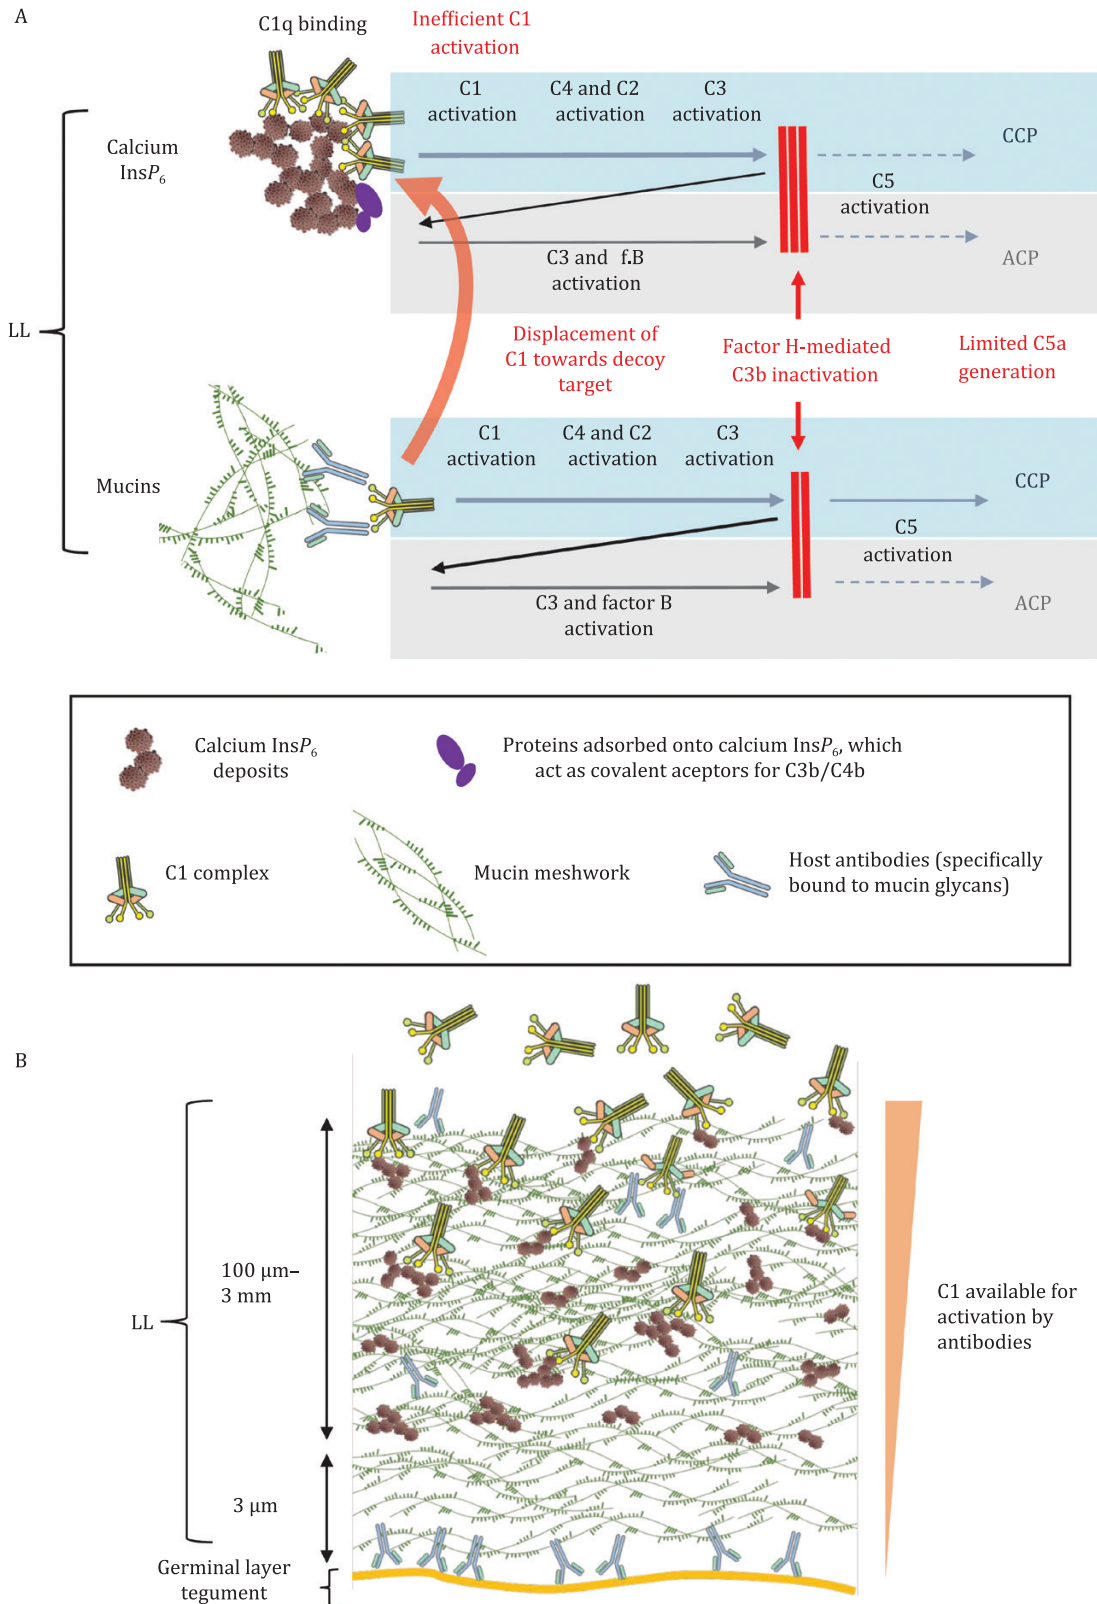 A
C1q binding
Inefficient C1
activation
C1
activation
C4 and C2
activation
C3
activation
CCP
Calcium
InsP₆
C5
activation
C3 and f.B
activation
ACP
LL
Displacement of
C1 towards decoy
target
Factor H-mediated
C3b inactivation
Limited C5a
generation
C1
activation
C4 and C2
activation
C3
activation
CCP
Mucins
C5
activation
C3 and factor B
activation
ACP
Calcium InsP₆
deposits
Proteins adsorbed onto calcium InsP₆, which
act as covalent aceptors for C3b/C4b
C1 complex
Mucin meshwork
Host antibodies (specifically
bound to mucin glycans)
B
100 μm–
3 mm
LL
C1 available for
activation by
antibodies
3 μm
Germinal layer
tegument